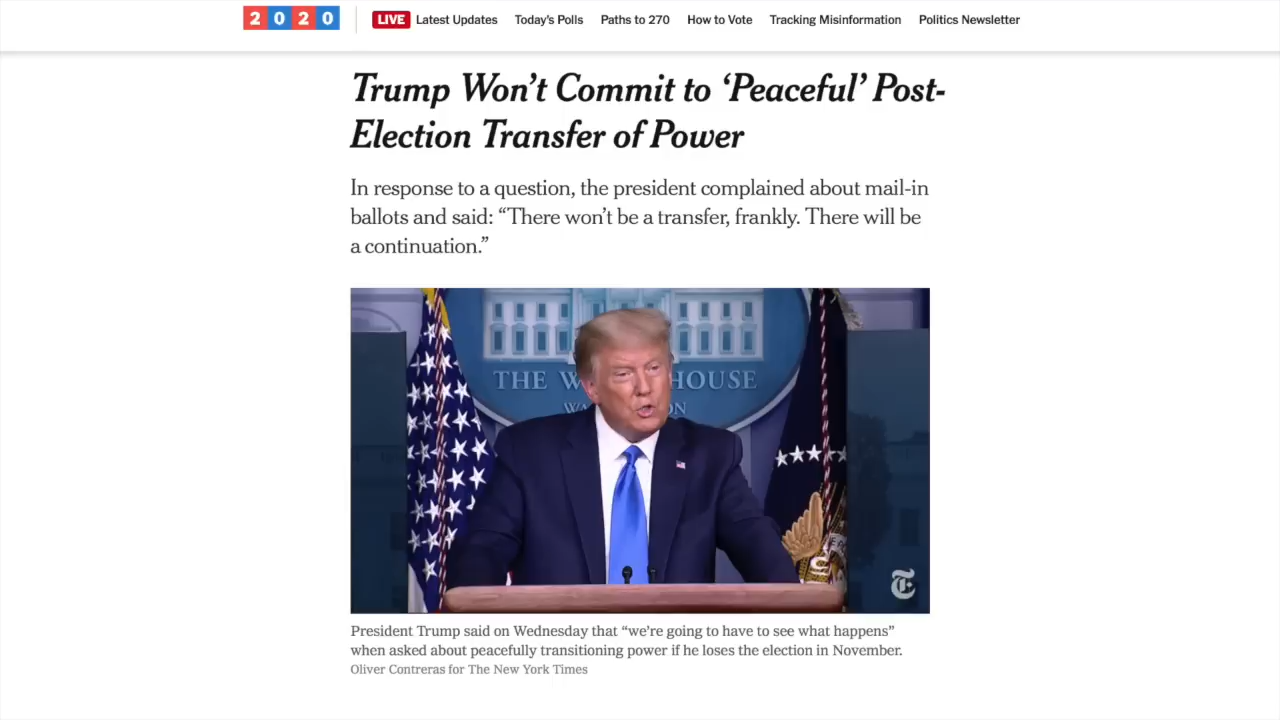 2020
LIVE Latest Updates Today's Polls Paths to 270 How to Vote Tracking Misinformation Politics Newsletter
Trump Won't Commit to ‘Peaceful’ Post-
Election Transfer of Power
In response to a question, the president complained about mail-in
ballots and said: “There won’t be a transfer, frankly. There will be
a continuation.”
THE W HOUSE
WA ON
President Trump said on Wednesday that “we’re going to have to see what happens”
when asked about peacefully transitioning power if he loses the election in November.
Oliver Contreras for The New York Times